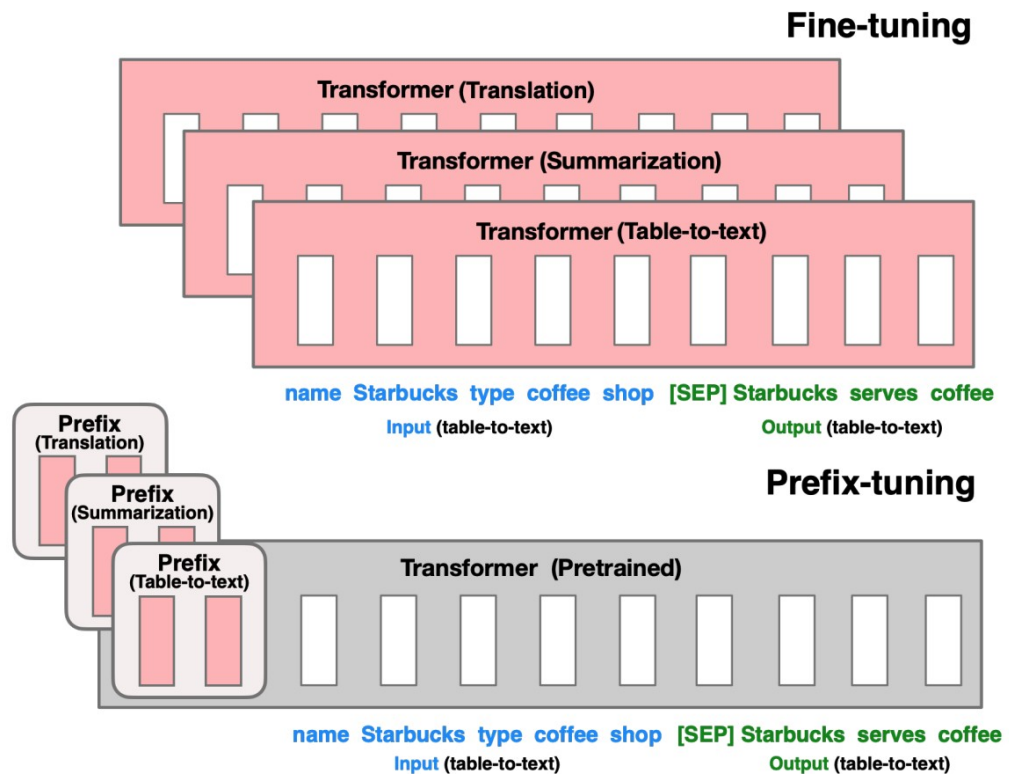 Fine-tuning
Transformer (Translation)
Transformer (Summarization)
Transformer (Table-to-text)
name Starbucks type coffee shop [SEP] Starbucks serves coffee
Input (table-to-text) Output (table-to-text)
Prefix
(Translation)
Prefix-tuning
Prefix
(Summarization)
Prefix
(Table-to-text)
Transformer (Pretrained)
name Starbucks type coffee shop [SEP] Starbucks serves coffee
Input (table-to-text) Output (table-to-text)